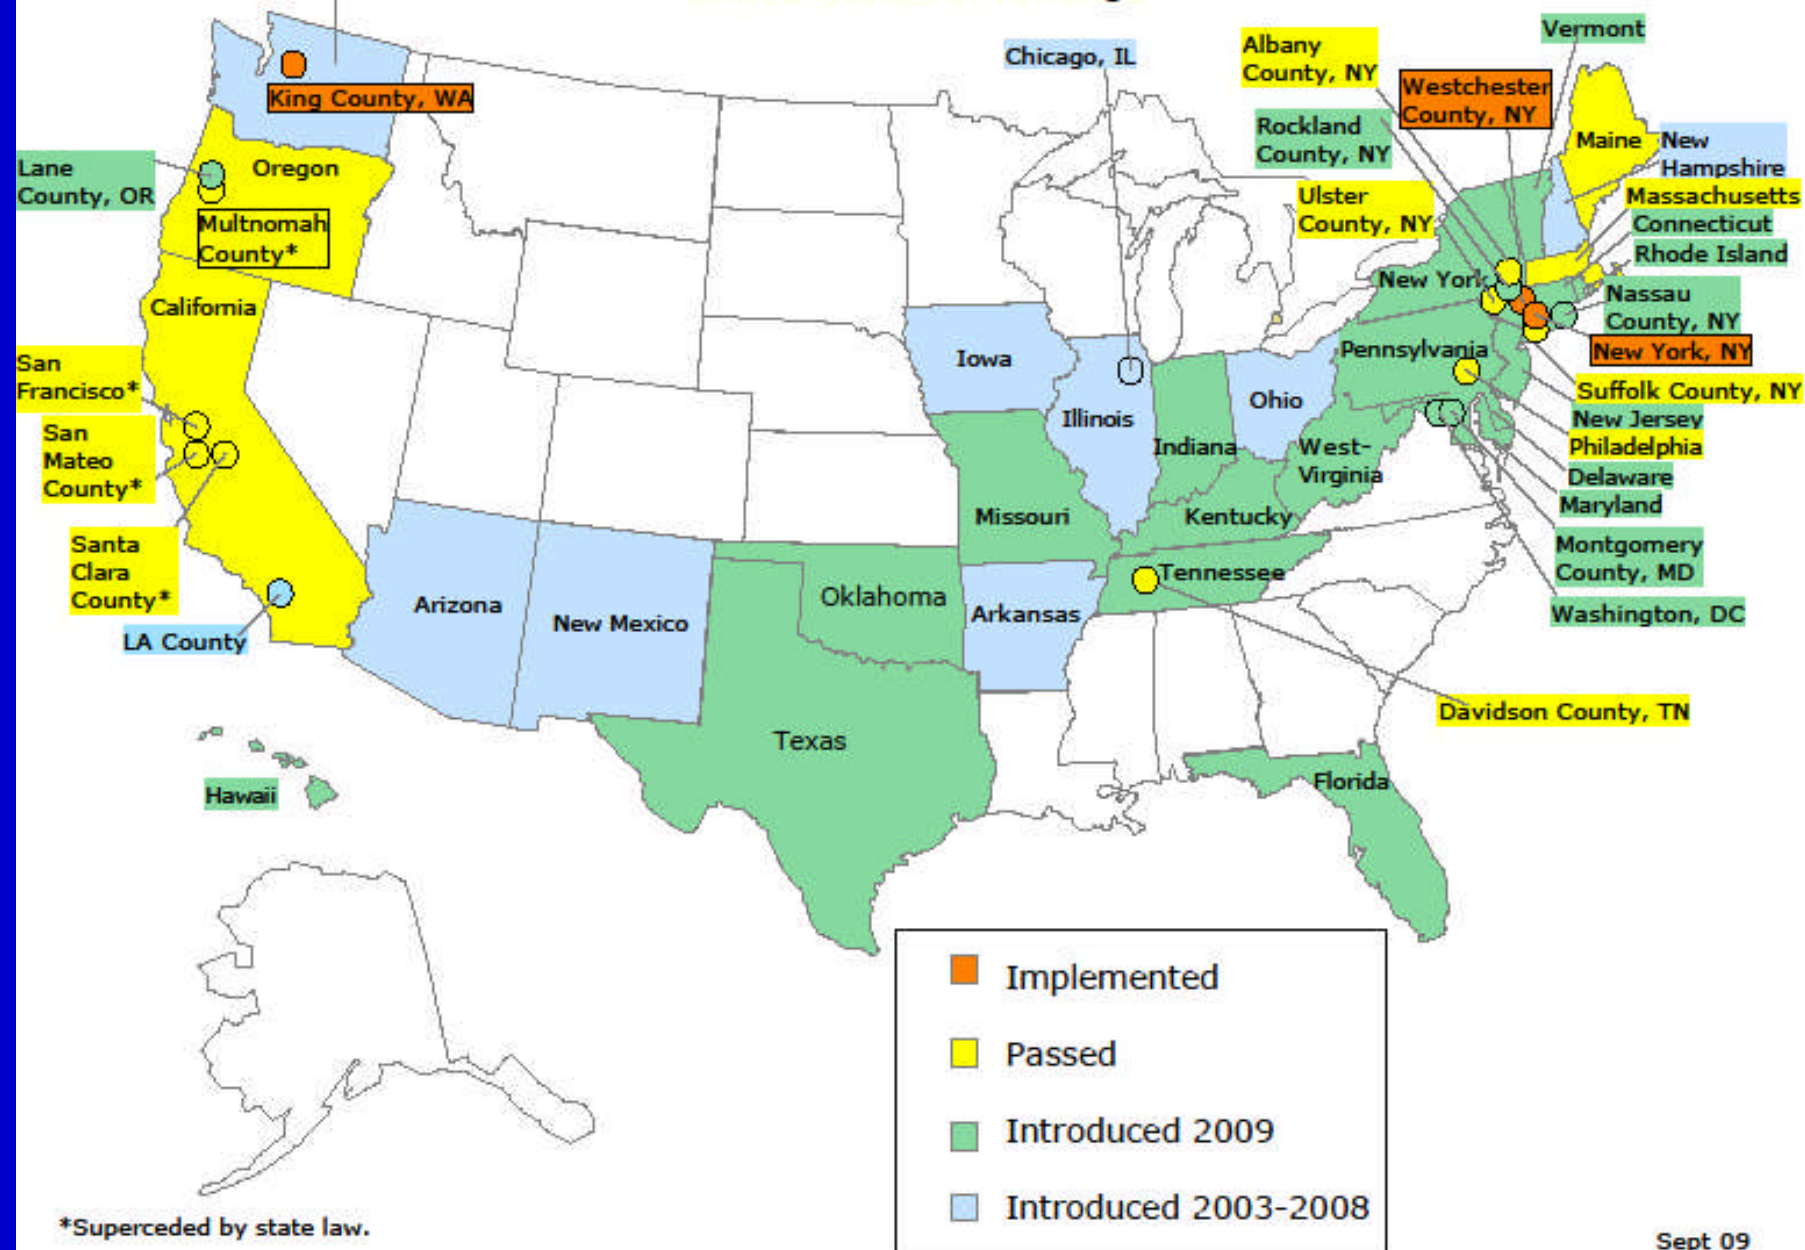 Chicago, IL
Albany
County, NY
Vermont
Westchester
County, NY
King County, WA
Rockland
County, NY
Maine
New
Hampshire
Lane
County, OR
Oregon
Ulster
County, NY
Massachusetts
Connecticut
Rhode Island
Multnomah
County*
New York
Nassau
County, NY
California
New York, NY
San
Francisco*
Iowa
Pennsylvania
Suffolk County, NY
New Jersey
Philadelphia
Illinois
Ohio
Indiana
West-
Virginia
San
Mateo
County*
Delaware
Maryland
Missouri
Kentucky
Santa
Clara
County*
Montgomery
County, MD
Washington, DC
LA County
Arizona
New Mexico
Oklahoma
Arkansas
Tennessee
Davidson County, TN
Texas
Florida
Hawaii
Implemented
Passed
Introduced 2009
Introduced 2003-2008
*Superceded by state law.
Sept 09